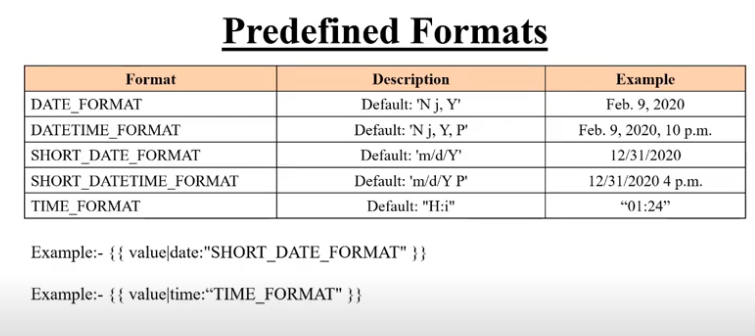 Predefined Formats
Format Description Example
DATE_FORMAT Default: 'N j, Y' Feb. 9, 2020
DATETIME_FORMAT Default: 'N j, Y, P' Feb. 9, 2020, 10 p.m.
SHORT_DATE_FORMAT Default: 'm/d/Y' 12/31/2020
SHORT_DATETIME_FORMAT Default: 'm/d/Y P' 12/31/2020 4 p.m.
TIME_FORMAT Default: "H:i" “01:24”
Example:- {{ value|date:"SHORT_DATE_FORMAT" }}
Example:- {{ value|time:“TIME_FORMAT" }}